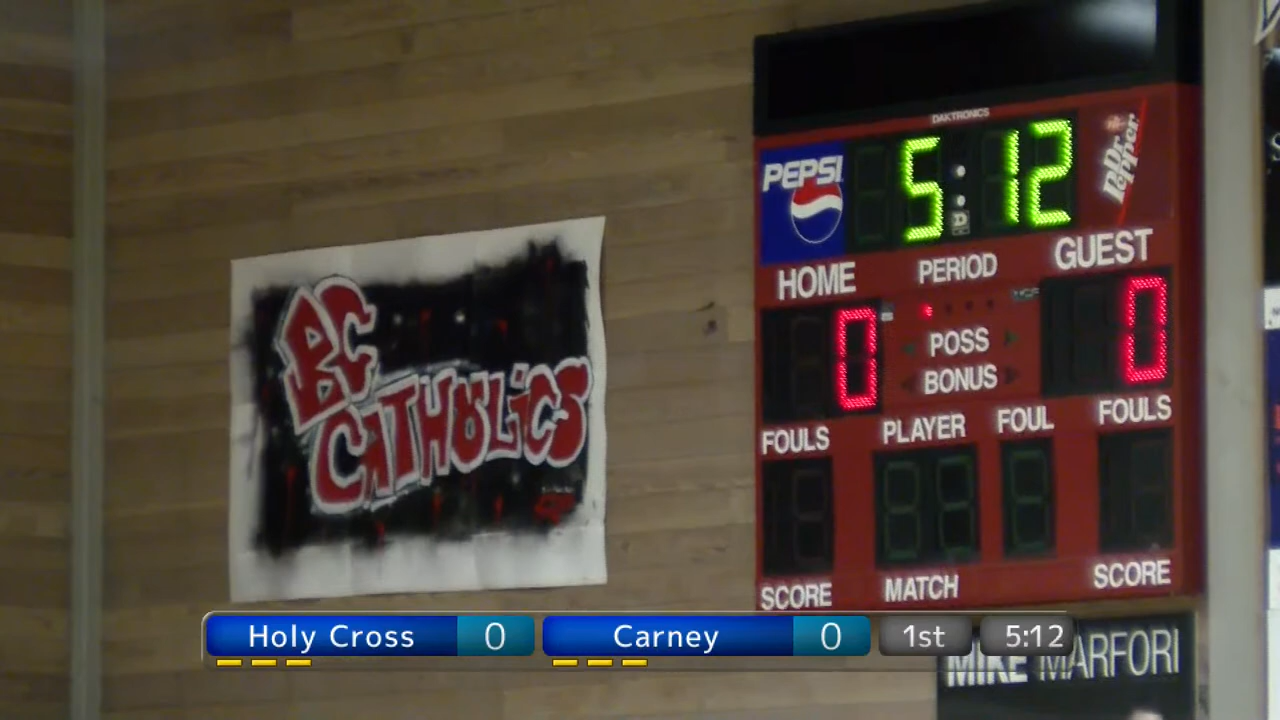 DAKTRONICS
PEPSI
5:12
Dr Pepper
HOME
PERIOD
GUEST
0
POSS
0
BONUS
FOULS
PLAYER
FOUL
FOULS
SCORE
MATCH
SCORE
BC
CATHOLiCS
Holy Cross 0 Carney 0 1st 5:12
MIKE MARFORI